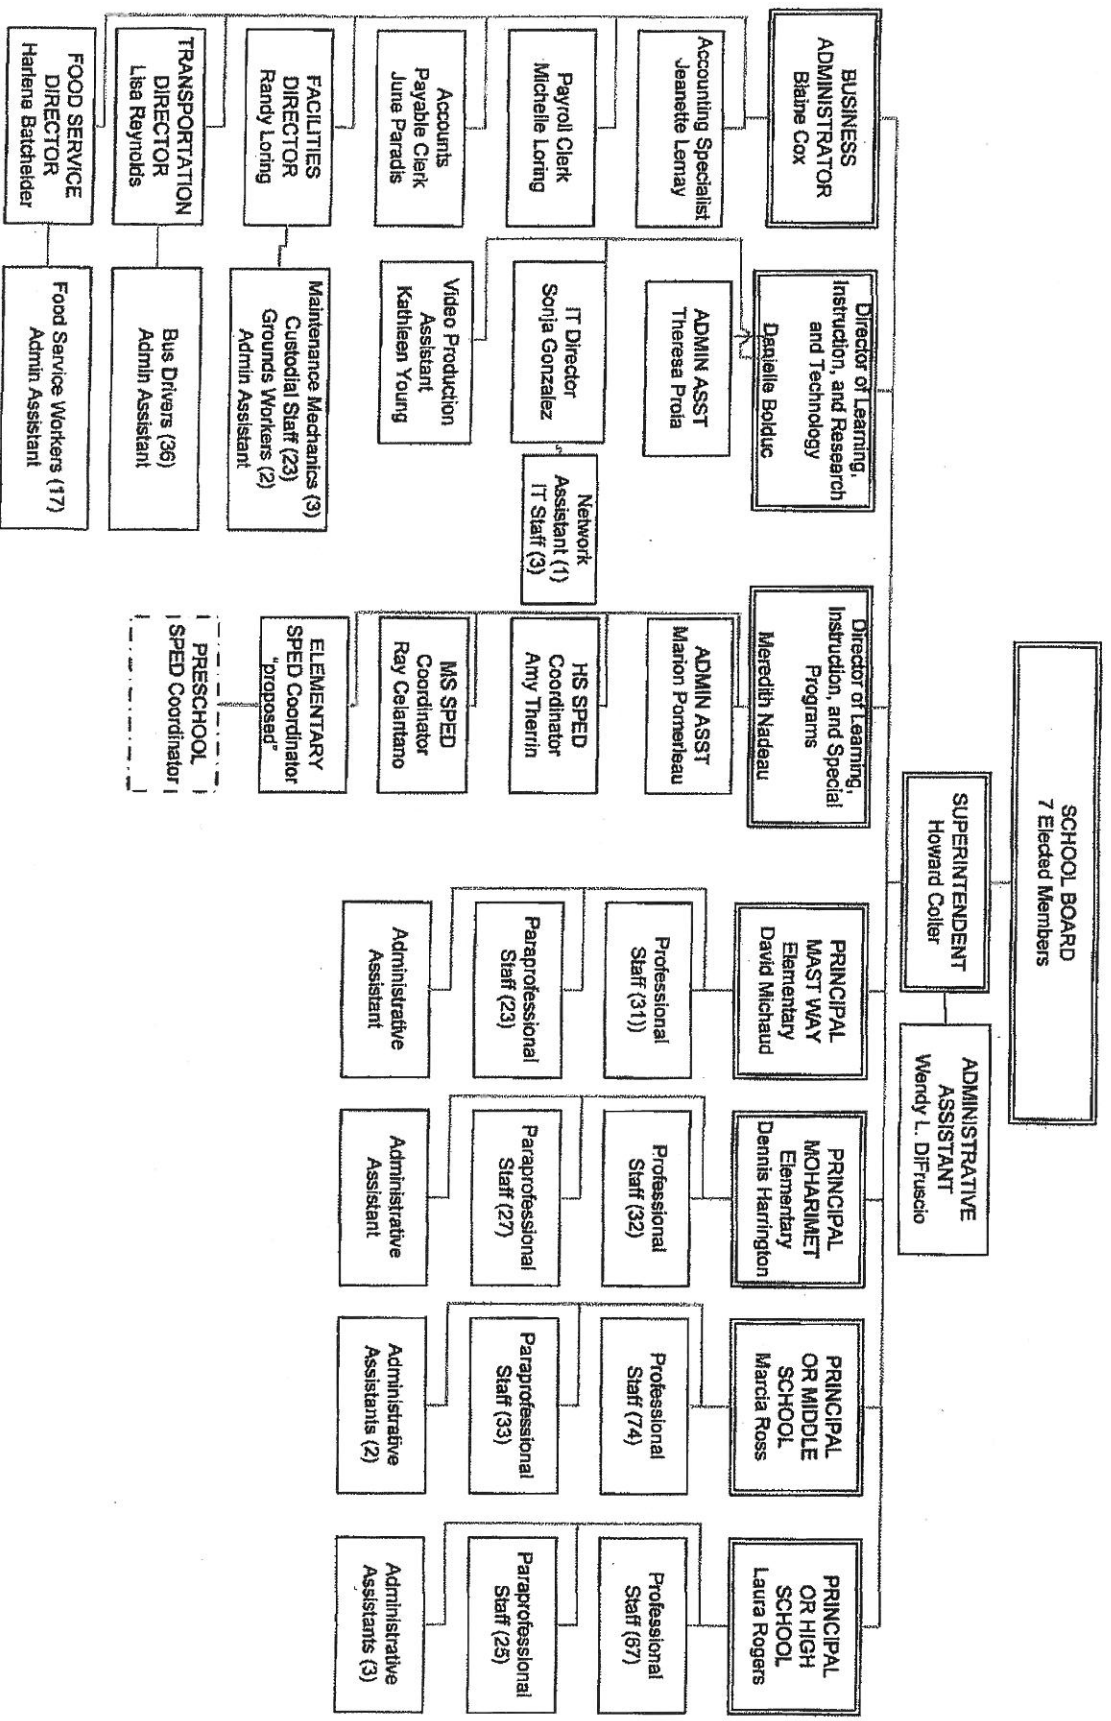 SCHOOL BOARD
7 Elected Members
SUPERINTENDENT
Howard Colter
ADMINISTRATIVE
ASSISTANT
Wendy L. DiFruscio
BUSINESS
ADMINISTRATOR
Blaine Cox
Accounting Specialist
Jeanette Lemay
Payroll Clerk
Michelle Loring
Accounts
Payable Clerk
June Paradis
FACILITIES
DIRECTOR
Randy Loring
Maintenance Mechanics (3)
Custodial Staff (23)
Grounds Workers (2)
Admin Assistant
TRANSPORTATION
DIRECTOR
Lisa Reynolds
Bus Drivers (36)
Admin Assistant
FOOD SERVICE
DIRECTOR
Harlena Batchelder
Food Service Workers (17)
Admin Assistant
Director of Learning,
Instruction, and Research
and Technology
Danielle Bolduc
ADMIN ASST
Theresa Proia
IT Director
Sonja Gonzalez
Network
Assistant (1)
IT Staff (3)
Video Production
Assistant
Kathleen Young
Director of Learning,
Instruction, and Special
Programs
Meredith Nadeau
ADMIN ASST
Marion Pomerleau
HS SPED
Coordinator
Amy Therrin
MS SPED
Coordinator
Ray Celantano
ELEMENTARY
SPED Coordinator
"proposed"
PRESCHOOL
SPED Coordinator
PRINCIPAL
MAST WAY
Elementary
David Michaud
Professional
Staff (31))
Paraprofessional
Staff (23)
Administrative
Assistant
PRINCIPAL
MOHARIMET
Elementary
Dennis Harrington
Professional
Staff (32)
Paraprofessional
Staff (27)
Administrative
Assistant
PRINCIPAL
OR MIDDLE
SCHOOL
Marcia Ross
Professional
Staff (74)
Paraprofessional
Staff (33)
Administrative
Assistants (2)
PRINCIPAL
OR HIGH
SCHOOL
Laura Rogers
Professional
Staff (67)
Paraprofessional
Staff (25)
Administrative
Assistants (3)